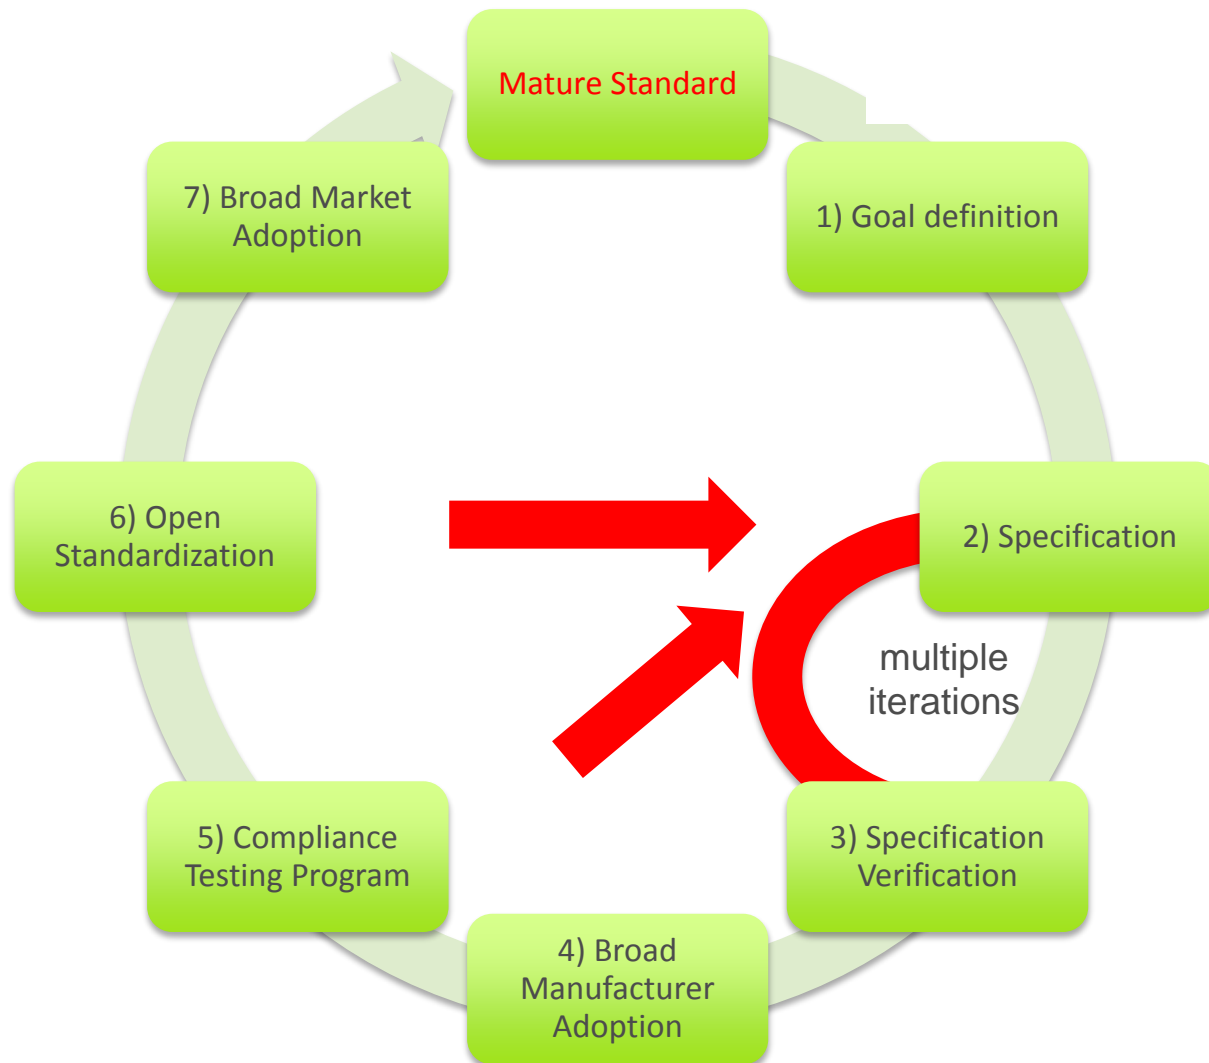 Mature Standard
1) Goal definition
2) Specification
multiple
iterations
3) Specification
Verification
4) Broad
Manufacturer
Adoption
5) Compliance
Testing Program
6) Open
Standardization
7) Broad Market
Adoption